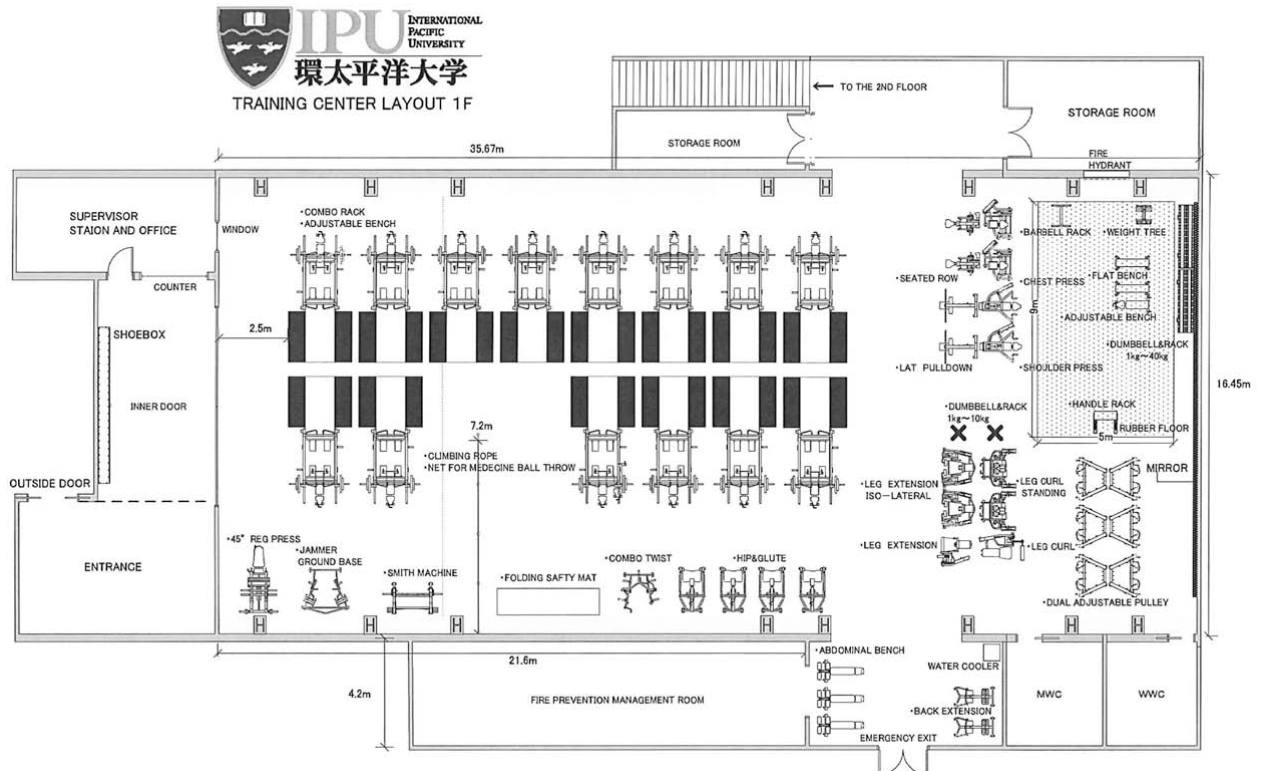 IPU INTERNATIONAL
PACIFIC
UNIVERSITY
環太平洋大学
TRAINING CENTER LAYOUT 1F
← TO THE 2ND FLOOR
STORAGE ROOM
STORAGE ROOM
35.67m
FIRE
HYDRANT
H H H H H H H H
SUPERVISOR
STAION AND OFFICE
WINDOW
COUNTER
•COMBO RACK
•ADJUSTABLE BENCH
•BARBELL RACK
•WEIGHT TREE
•SEATED ROW
•CHEST PRESS
•FLAT BENCH
9m
•ADJUSTABLE BENCH
SHOEBOX
2.5m
•DUMBBELL&RACK
1kg～40kg
•LAT PULLDOWN
•SHOULDER PRESS
16.45m
INNER DOOR
•DUMBBELL&RACK
1kg～10kg
•HANDLE RACK
RUBBER FLOOR
5m
7.2m
•CLIMBING ROPE
•NET FOR MEDECINE BALL THROW
MIRROR
OUTSIDE DOOR
•LEG EXTENSION
ISO-LATERAL
•LEG CURL
STANDING
•45° REG PRESS
•JAMMER
GROUND BASE
•LEG EXTENSION
•LEG CURL
ENTRANCE
•SMITH MACHINE
•FOLDING SAFTY MAT
•COMBO TWIST
•HIP&GLUTE
•DUAL ADJUSTABLE PULLEY
H H H H H H H
21.6m
•ABDOMINAL BENCH
WATER COOLER
4.2m
FIRE PREVENTION MANAGEMENT ROOM
MWC
WWC
•BACK EXTENSION
EMERGENCY EXIT